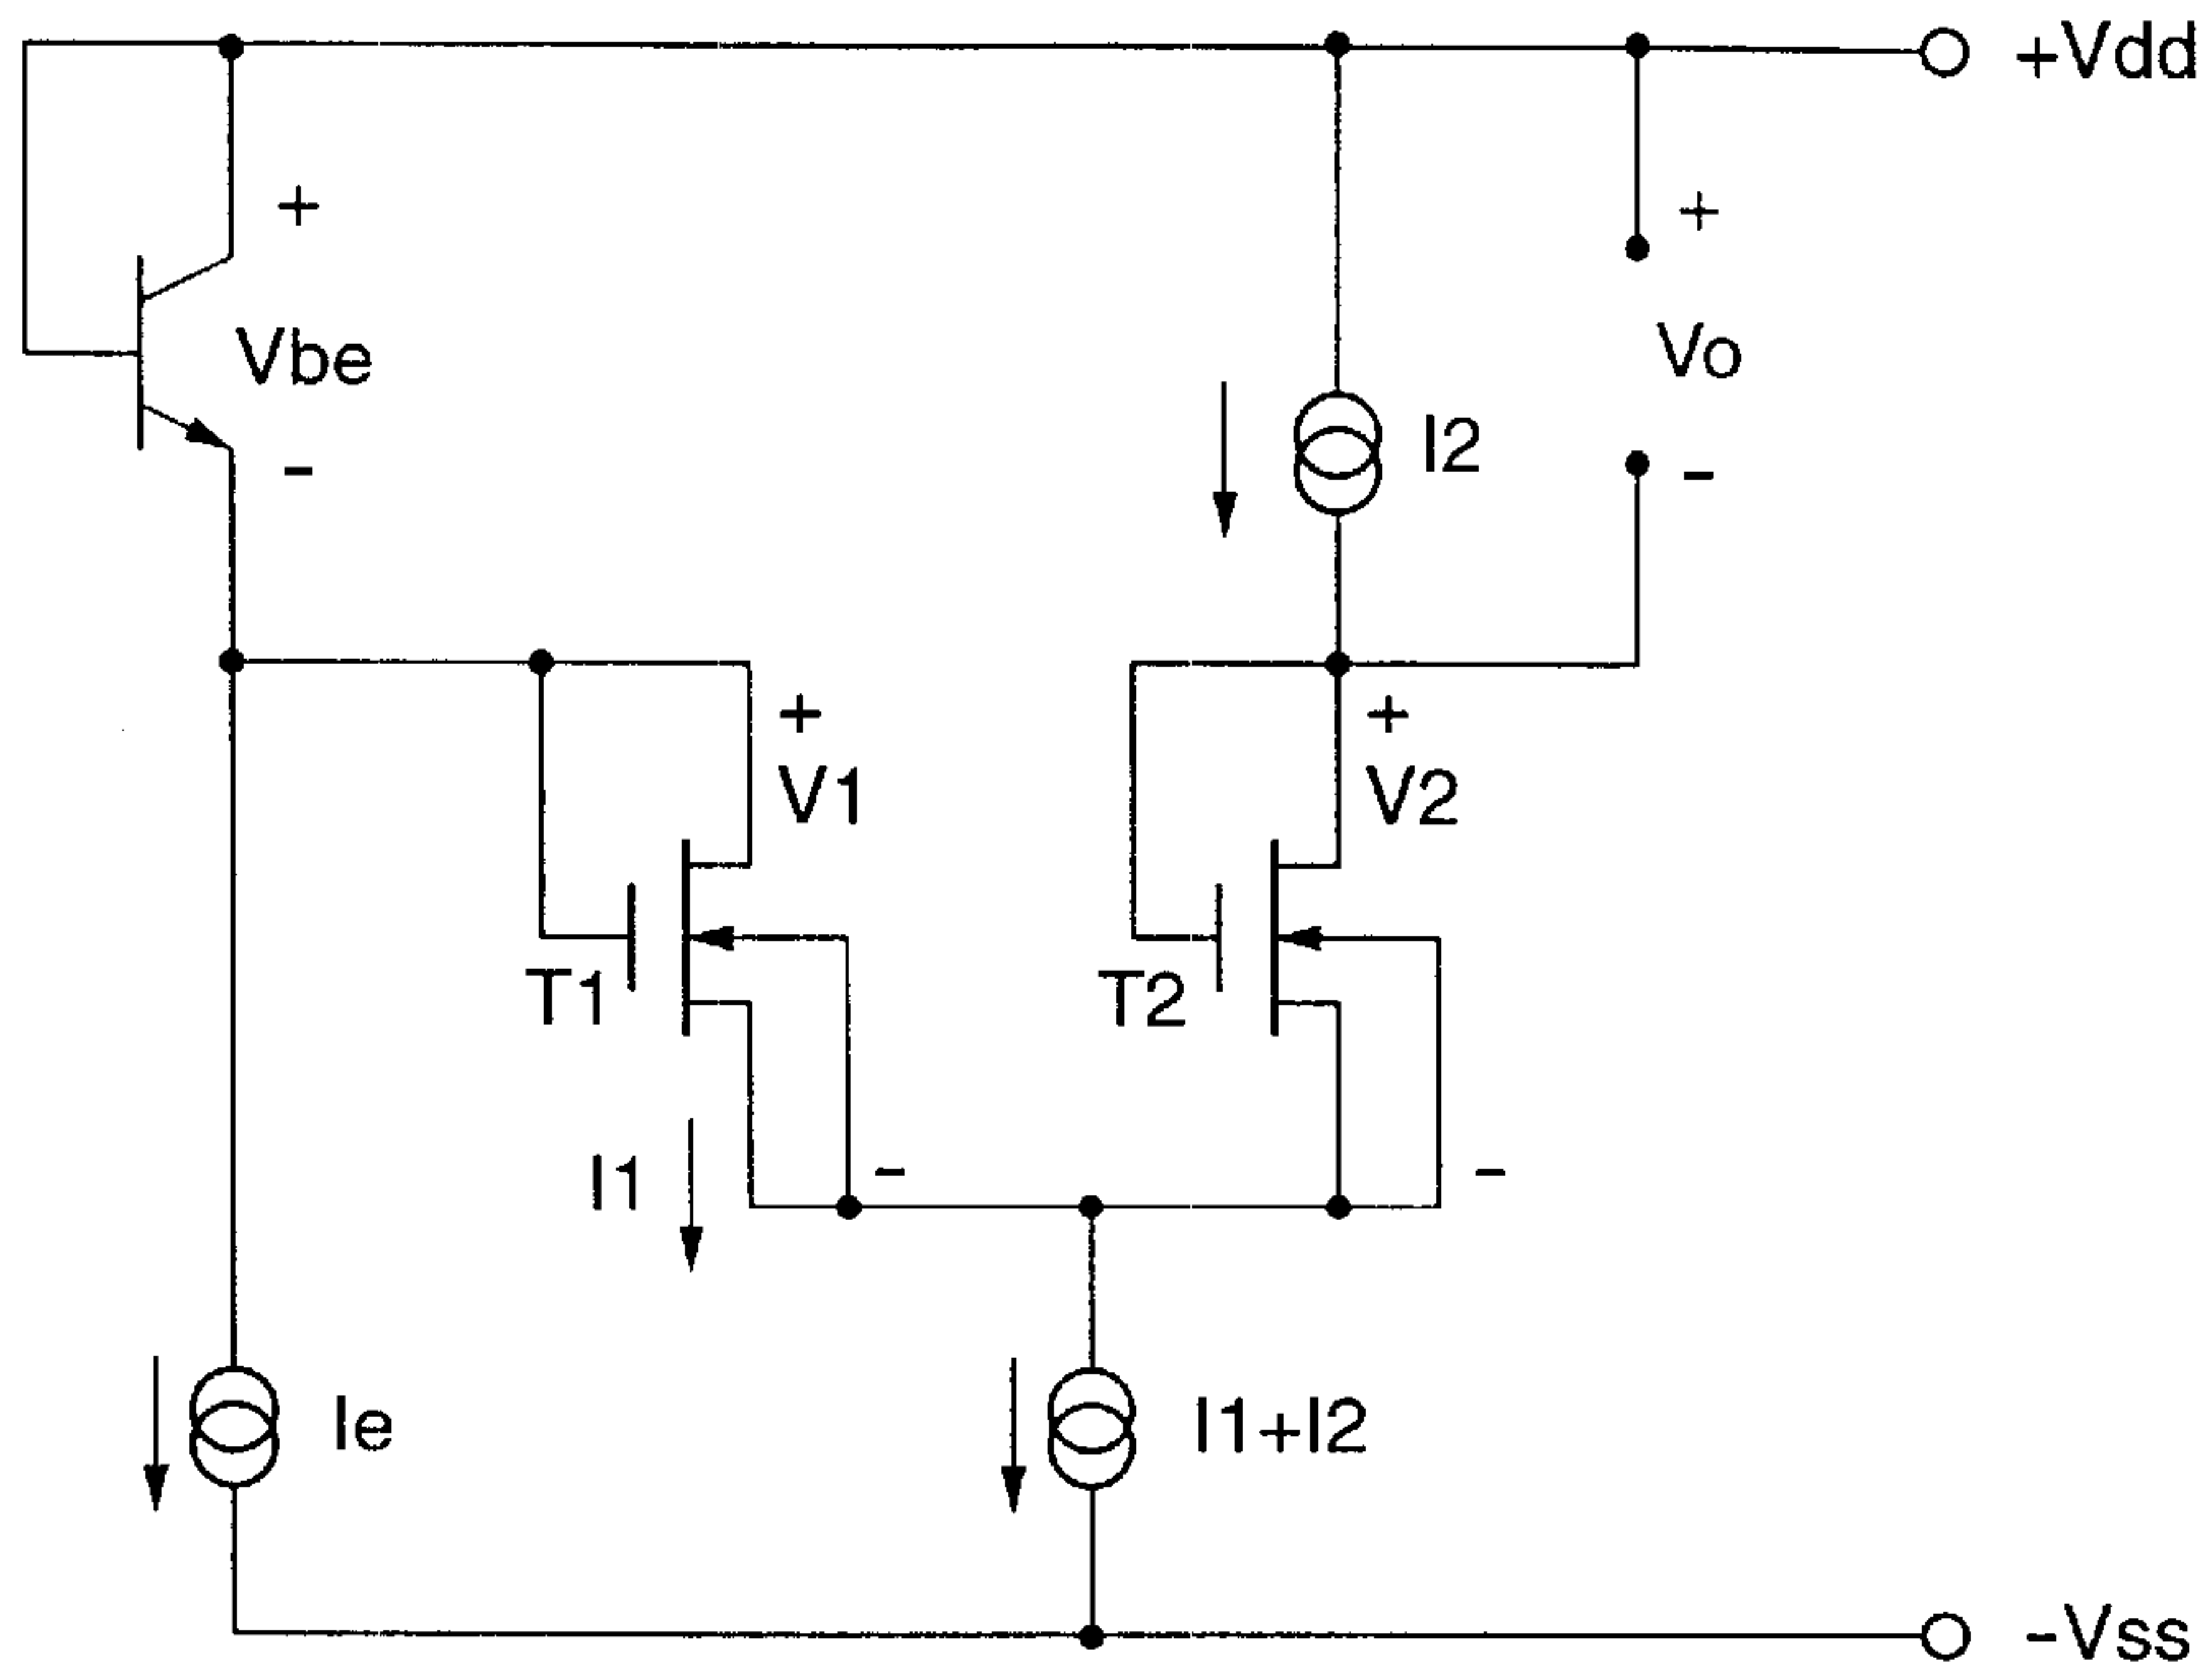 +Vdd
+
+
Vbe
Vo
I2
-
-
+
+
V1
V2
T1
T2
I1
-
-
Ie
I1+I2
-Vss